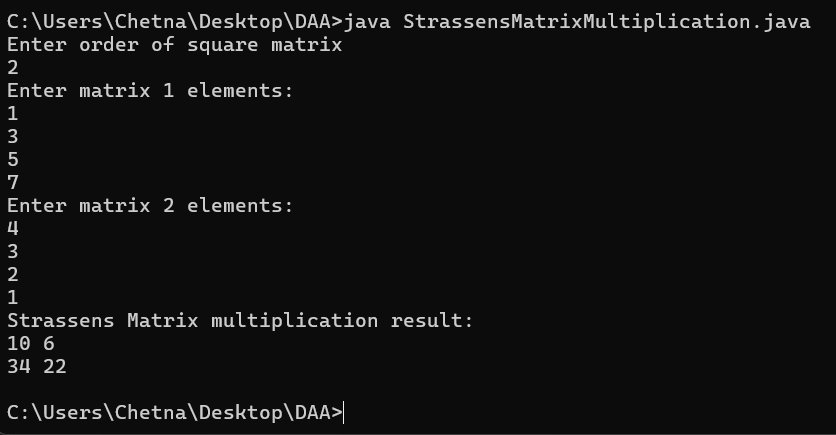 C:\Users\Chetna\Desktop\DAA>java StrassensMatrixMultiplication.java
Enter order of square matrix
2
Enter matrix 1 elements:
1
3
5
7
Enter matrix 2 elements:
4
3
2
1
Strassens Matrix multiplication result:
10 6
34 22
C:\Users\Chetna\Desktop\DAA>